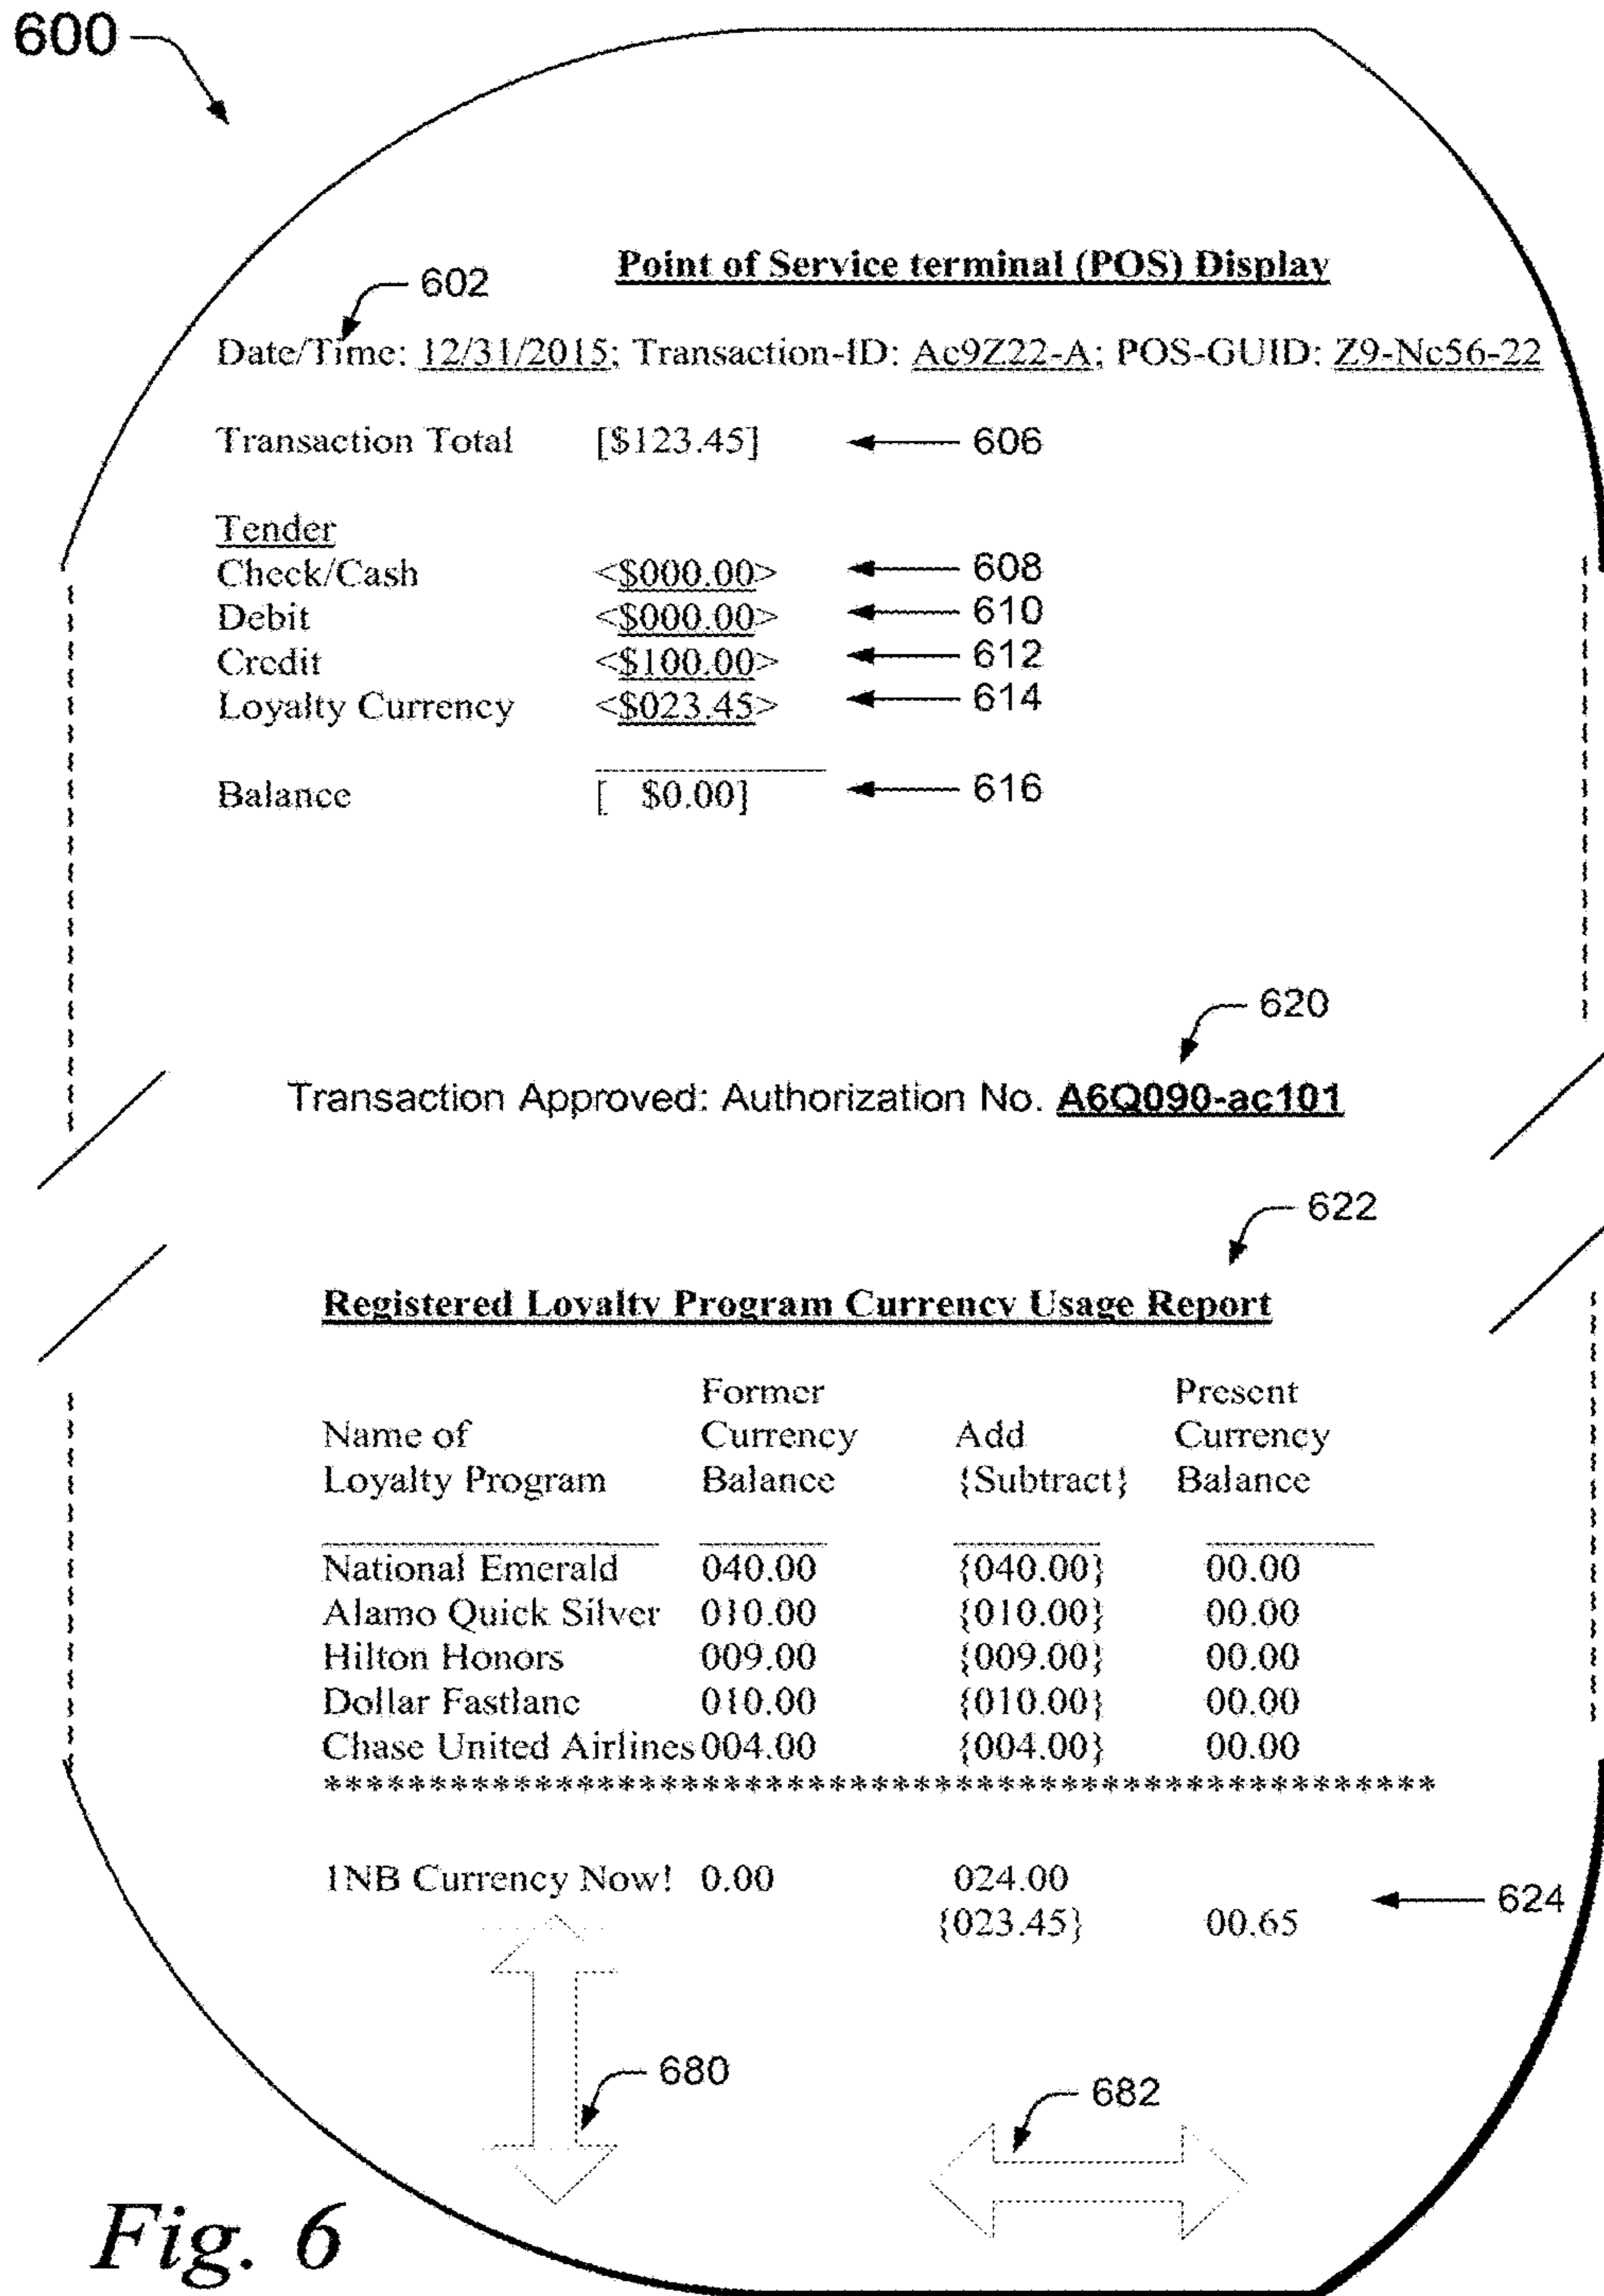 600
Point of Service terminal (POS) Display
602
Date/Time: 12/31/2015; Transaction-ID: Ac9Z22-A; POS-GUID: Z9-Nc56-22
Transaction Total [$123.45] 606
Tender
Check/Cash <$000.00> 608
Debit <$000.00> 610
Credit <$100.00> 612
Loyalty Currency <$023.45> 614
Balance [ $0.00] 616
620
Transaction Approved: Authorization No. A6Q090-ac101
622
Registered Loyalty Program Currency Usage Report
Former Present
Name of Currency Add Currency
Loyalty Program Balance {Subtract} Balance
National Emerald 040.00 {040.00} 00.00
Alamo Quick Silver 010.00 {010.00} 00.00
Hilton Honors 009.00 {009.00} 00.00
Dollar Fastlane 010.00 {010.00} 00.00
Chase United Airlines 004.00 {004.00} 00.00
*****************************************************
1NB Currency Now! 0.00 024.00
{023.45} 00.65 624
680
682
Fig. 6